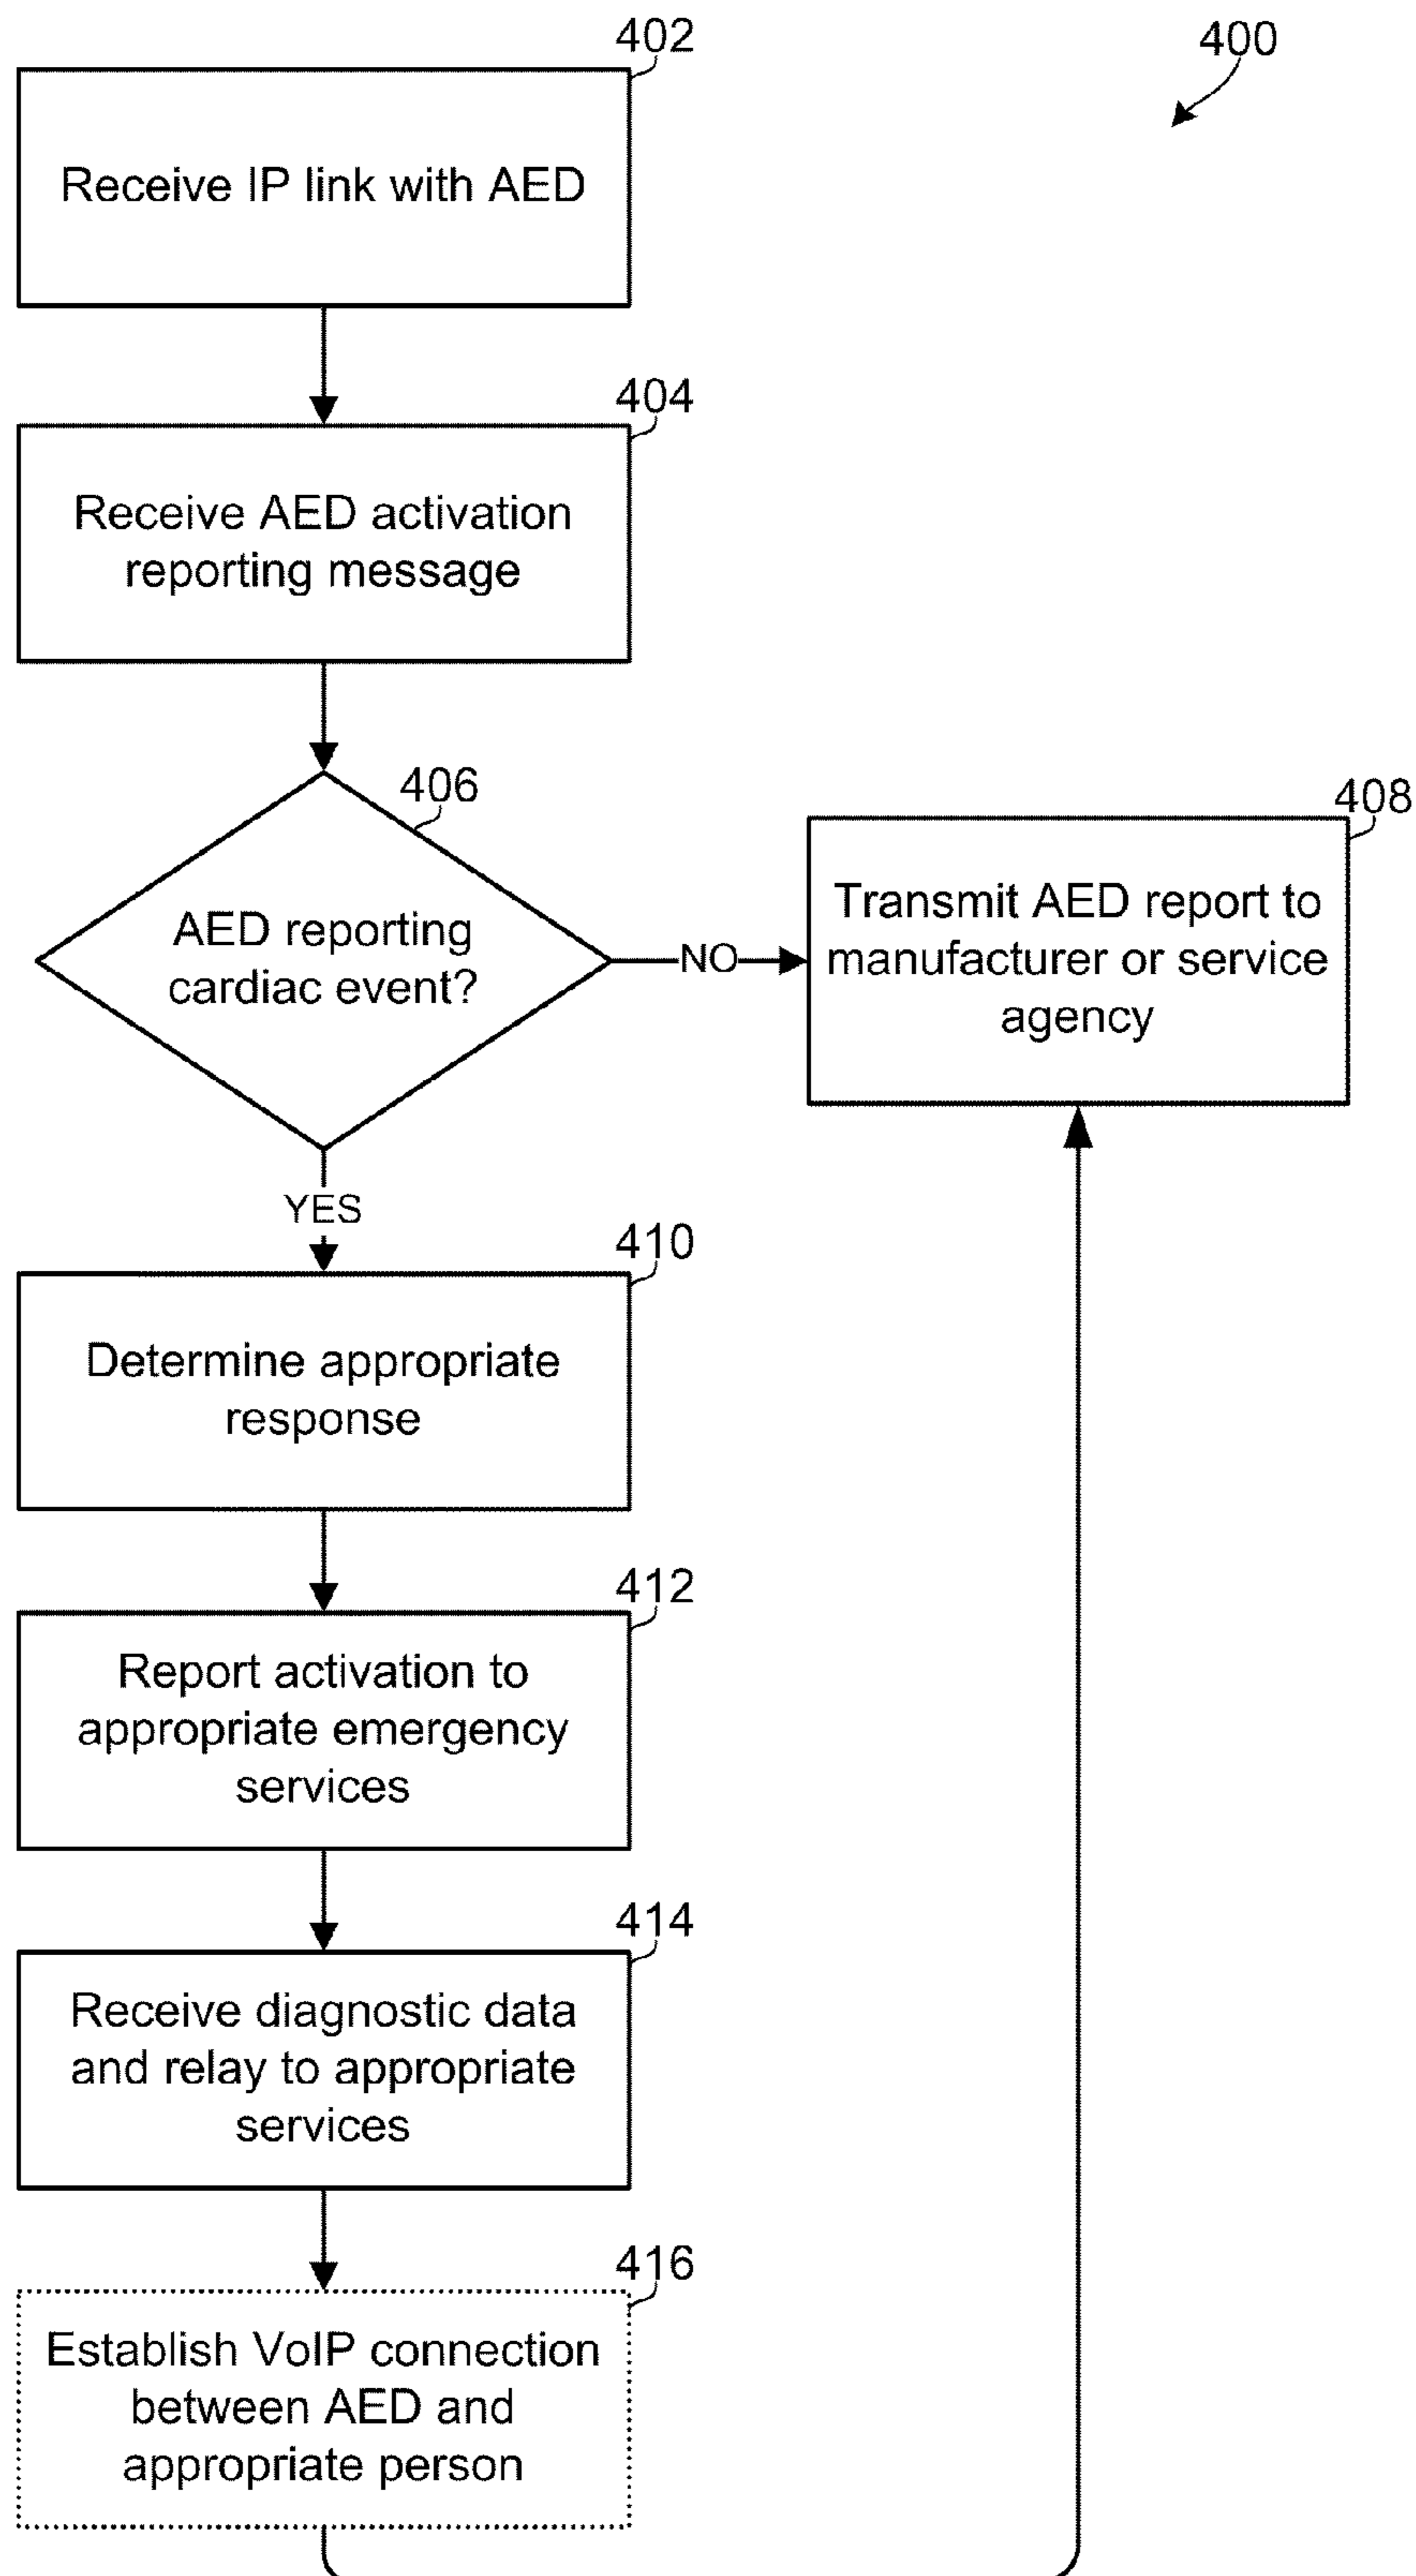 402
400
Receive IP link with AED
404
Receive AED activation
reporting message
406
AED reporting
cardiac event?
NO
408
Transmit AED report to
manufacturer or service
agency
YES
410
Determine appropriate
response
412
Report activation to
appropriate emergency
services
414
Receive diagnostic data
and relay to appropriate
services
416
Establish VoIP connection
between AED and
appropriate person